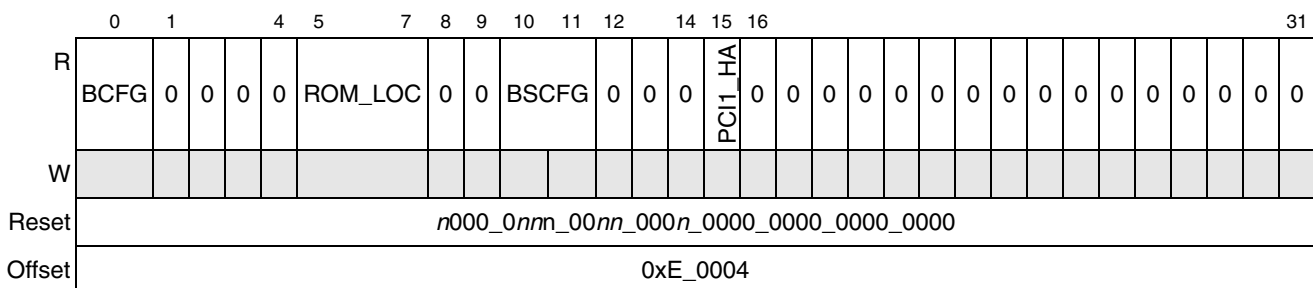 0 1 4 5 7 8 9 10 11 12 14 15 16 31
R BCFG 0 0 0 0 ROM_LOC 0 0 BSCFG 0 0 0 PCI1_HA 0 0 0 0 0 0 0 0 0 0 0 0 0 0 0 0
W
Reset n000_0nnn_00nn_000n_0000_0000_0000_0000
Offset 0xE_0004